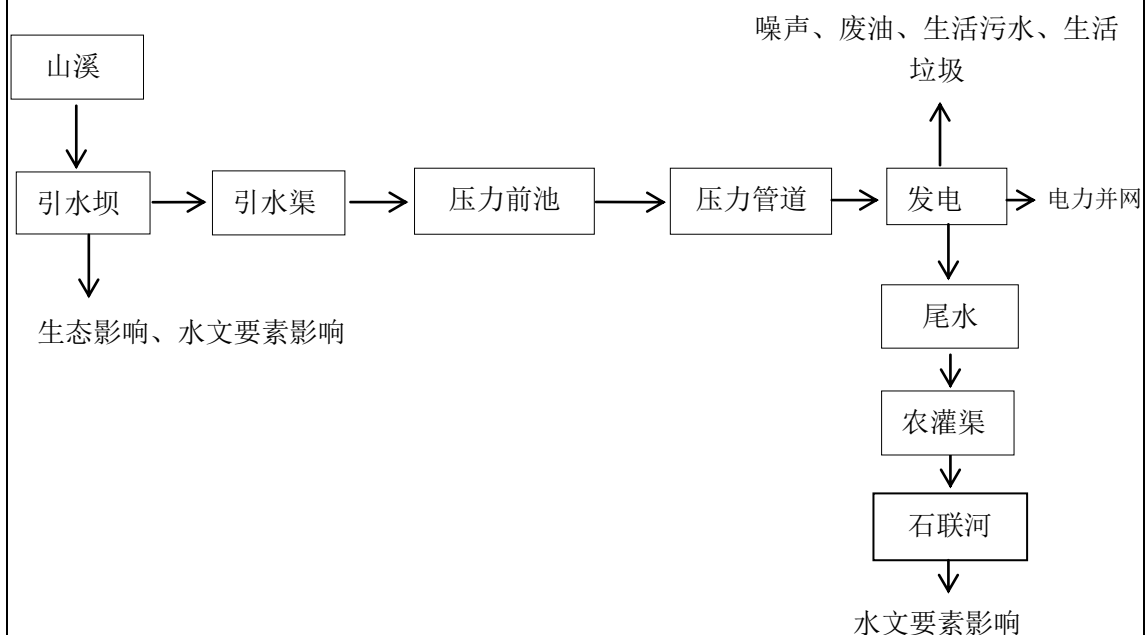 噪声、废油、生活污水、生活
垃圾
山溪
引水坝
引水渠
压力前池
压力管道
发电
电力并网
生态影响、水文要素影响
尾水
农灌渠
石联河
水文要素影响